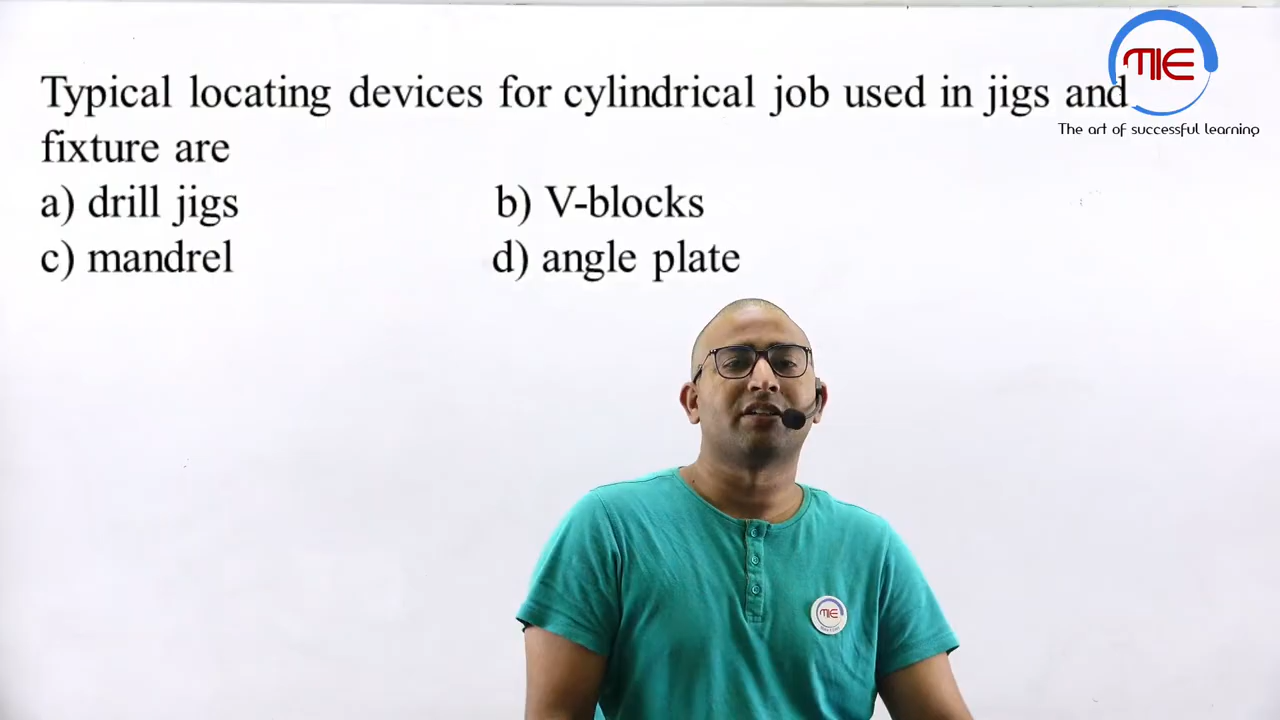 MIE
Typical locating devices for cylindrical job used in jigs and
The art of successful learning
fixture are
a) drill jigs b) V-blocks
c) mandrel d) angle plate
MIE